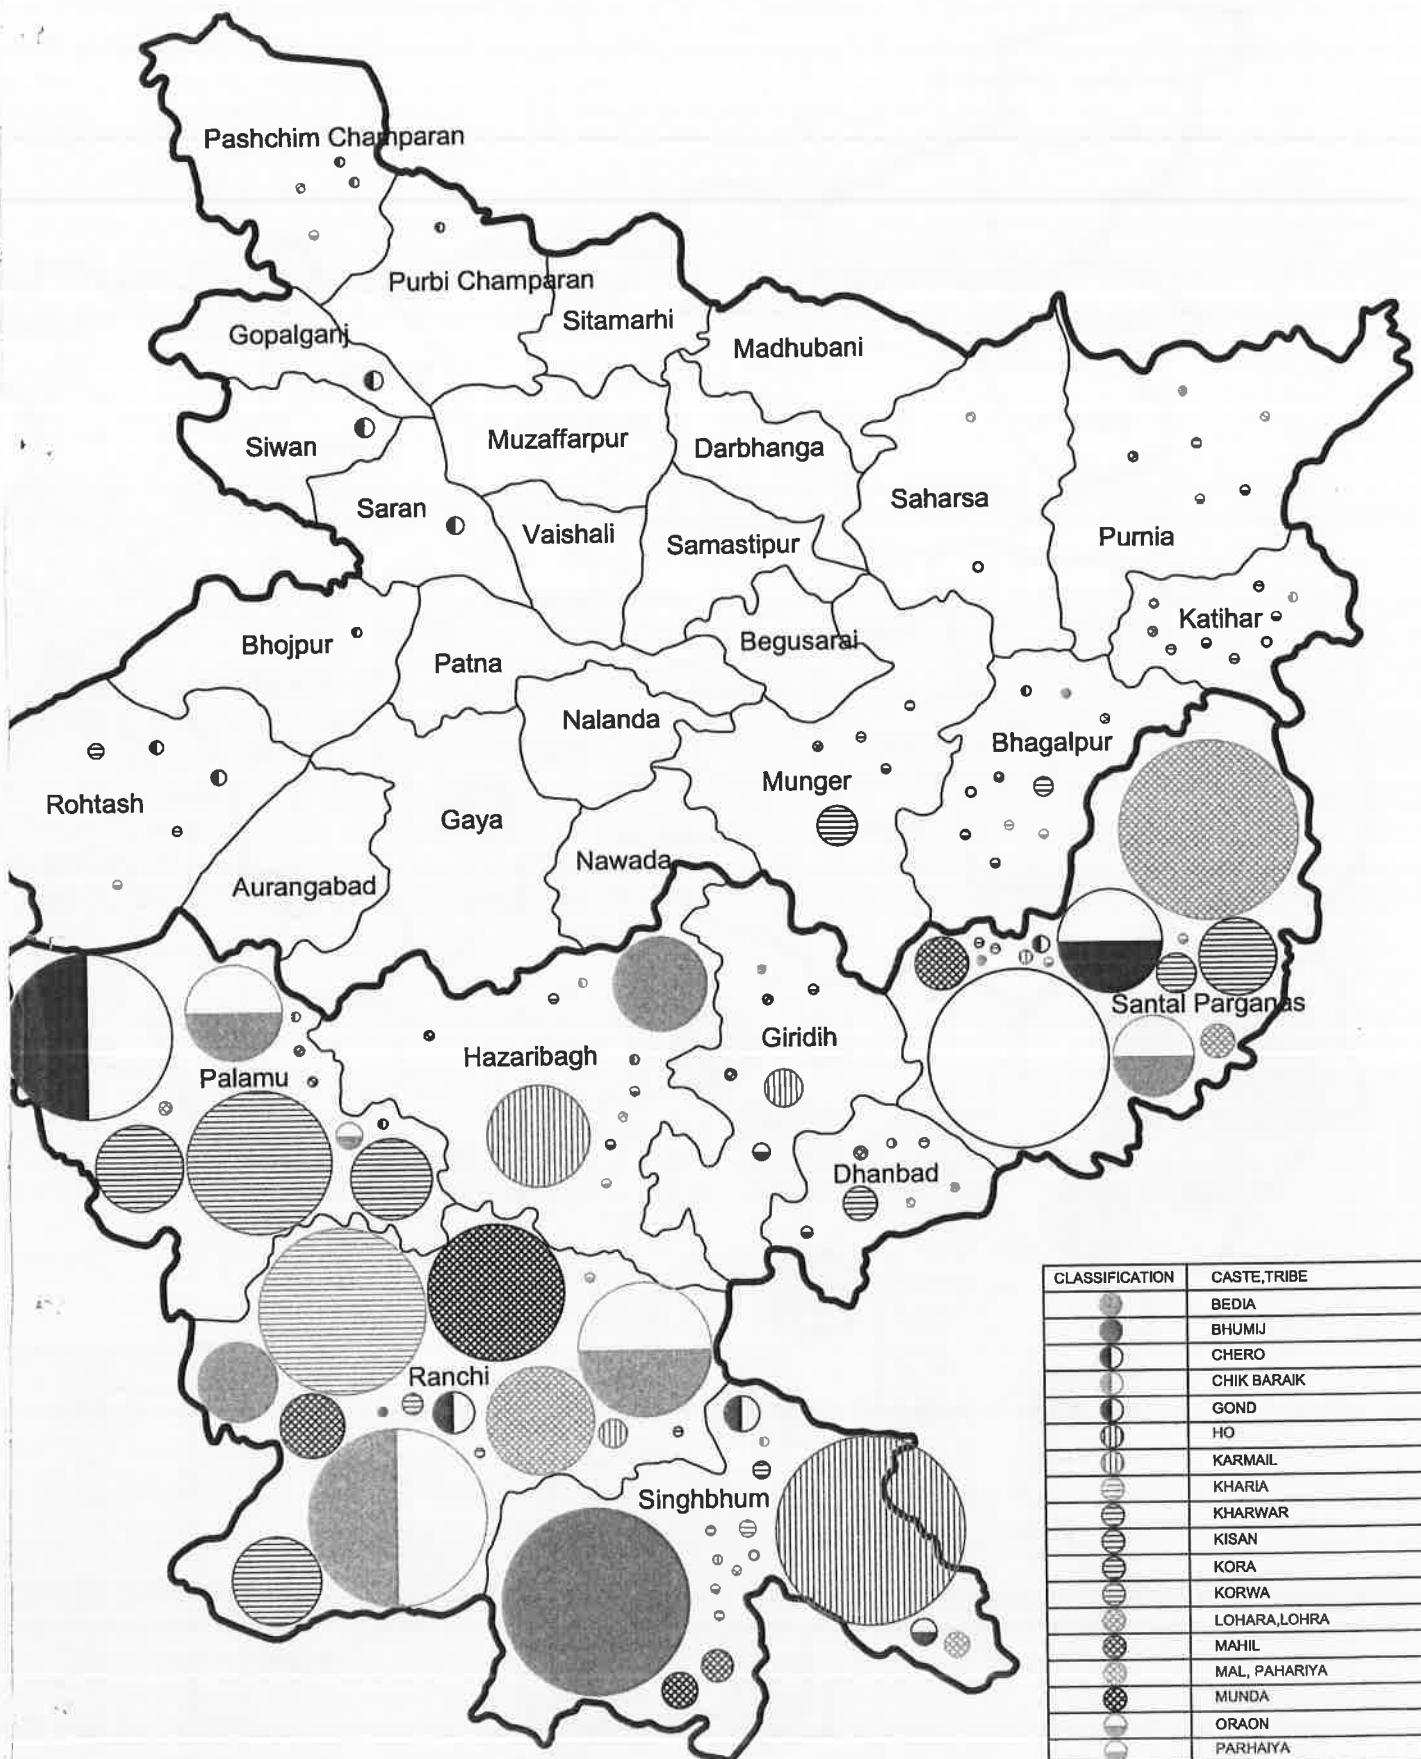 Pashchim Champaran
Purbi Champaran
Sitamarhi
Gopalganj
Madhubani
Siwan
Muzaffarpur
Darbhanga
Saharsa
Saran
Vaishali
Samastipur
Purnia
Katihar
Bhojpur
Patna
Begusarai
Nalanda
Bhagalpur
Munger
Rohtash
Gaya
Nawada
Aurangabad
Santal Parganas
Giridih
Hazaribagh
Palamu
Dhanbad
Ranchi
Singhbhum
CLASSIFICATION CASTE,TRIBE
BEDIA
BHUMIJ
CHERO
CHIK BARAIK
GOND
HO
KARMAIL
KHARIA
KHARWAR
KISAN
KORA
KORWA
LOHARA,LOHRA
MAHIL
MAL, PAHARIYA
MUNDA
ORAON
PARHAIYA